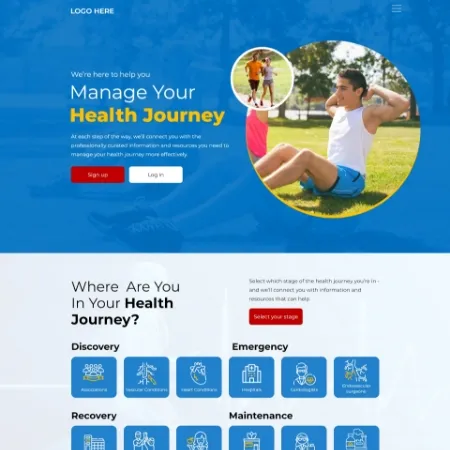 LOGO HERE
We're here to help you
Manage Your
Health Journey
At each step of the way, we'll connect you with the
professionally curated information and resources you need to
manage your health journey more effectively.
Sign up
Log in
Where Are You
In Your Health
Journey?
Select which stage of the health journey you're in -
and we'll connect you with information and
resources that can help
Select your stage
Discovery
Emergency
Associations
Vascular Conditions
Heart Conditions
Hospitals
Cardiologists
Surgeons
Recovery
Maintenance